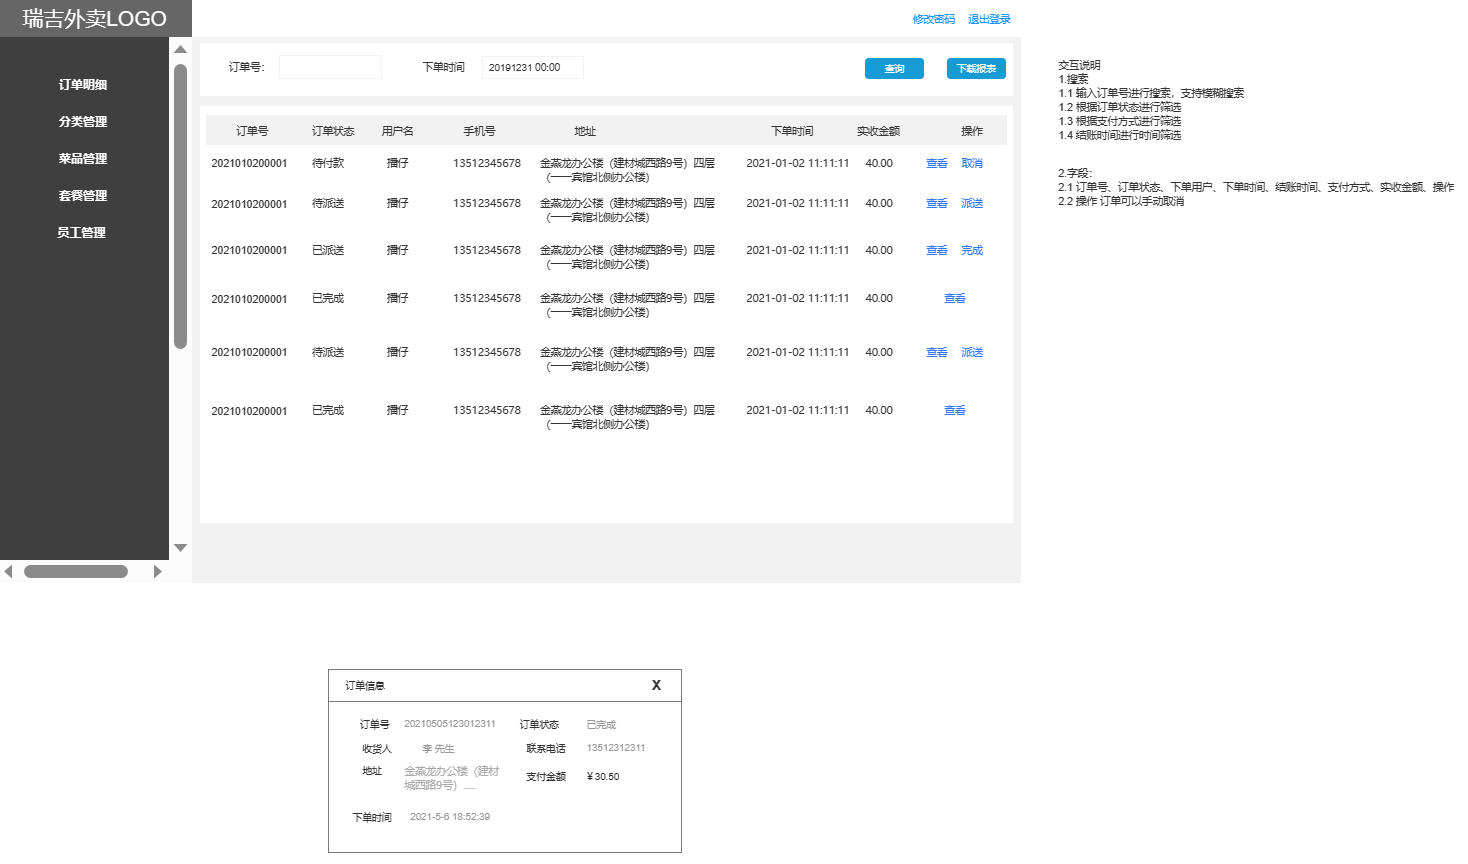 瑞吉外卖LOGO
修改密码 退出登录
订单明细
分类管理
菜品管理
套餐管理
员工管理
订单号： 下单时间 20191231 00:00 查询 下载报表
订单号 订单状态 用户名 手机号 地址 下单时间 实收金额 操作
2021010200001 待付款 播仔 13512345678 金燕龙办公楼（建材城西路9号）四层 2021-01-02 11:11:11 40.00 查看 取消
（一一宾馆北侧办公楼）
2021010200001 待派送 播仔 13512345678 金燕龙办公楼（建材城西路9号）四层 2021-01-02 11:11:11 40.00 查看 派送
（一一宾馆北侧办公楼）
2021010200001 已派送 播仔 13512345678 金燕龙办公楼（建材城西路9号）四层 2021-01-02 11:11:11 40.00 查看 完成
（一一宾馆北侧办公楼）
2021010200001 已完成 播仔 13512345678 金燕龙办公楼（建材城西路9号）四层 2021-01-02 11:11:11 40.00 查看
（一一宾馆北侧办公楼）
2021010200001 待派送 播仔 13512345678 金燕龙办公楼（建材城西路9号）四层 2021-01-02 11:11:11 40.00 查看 派送
（一一宾馆北侧办公楼）
2021010200001 已完成 播仔 13512345678 金燕龙办公楼（建材城西路9号）四层 2021-01-02 11:11:11 40.00 查看
（一一宾馆北侧办公楼）
交互说明
1.搜索
1.1 输入订单号进行搜索，支持模糊搜索
1.2 根据订单状态进行筛选
1.3 根据支付方式进行筛选
1.4 结账时间进行时间筛选
2.字段：
2.1 订单号、订单状态、下单用户、下单时间、结账时间、支付方式、实收金额、操作
2.2 操作 订单可以手动取消
订单信息 X
订单号 20210505123012311 订单状态 已完成
收货人 李 先生 联系电话 13512312311
地址 金燕龙办公楼（建材
城西路9号）.....
支付金额 ¥ 30.50
下单时间 2021-5-6 18:52:39